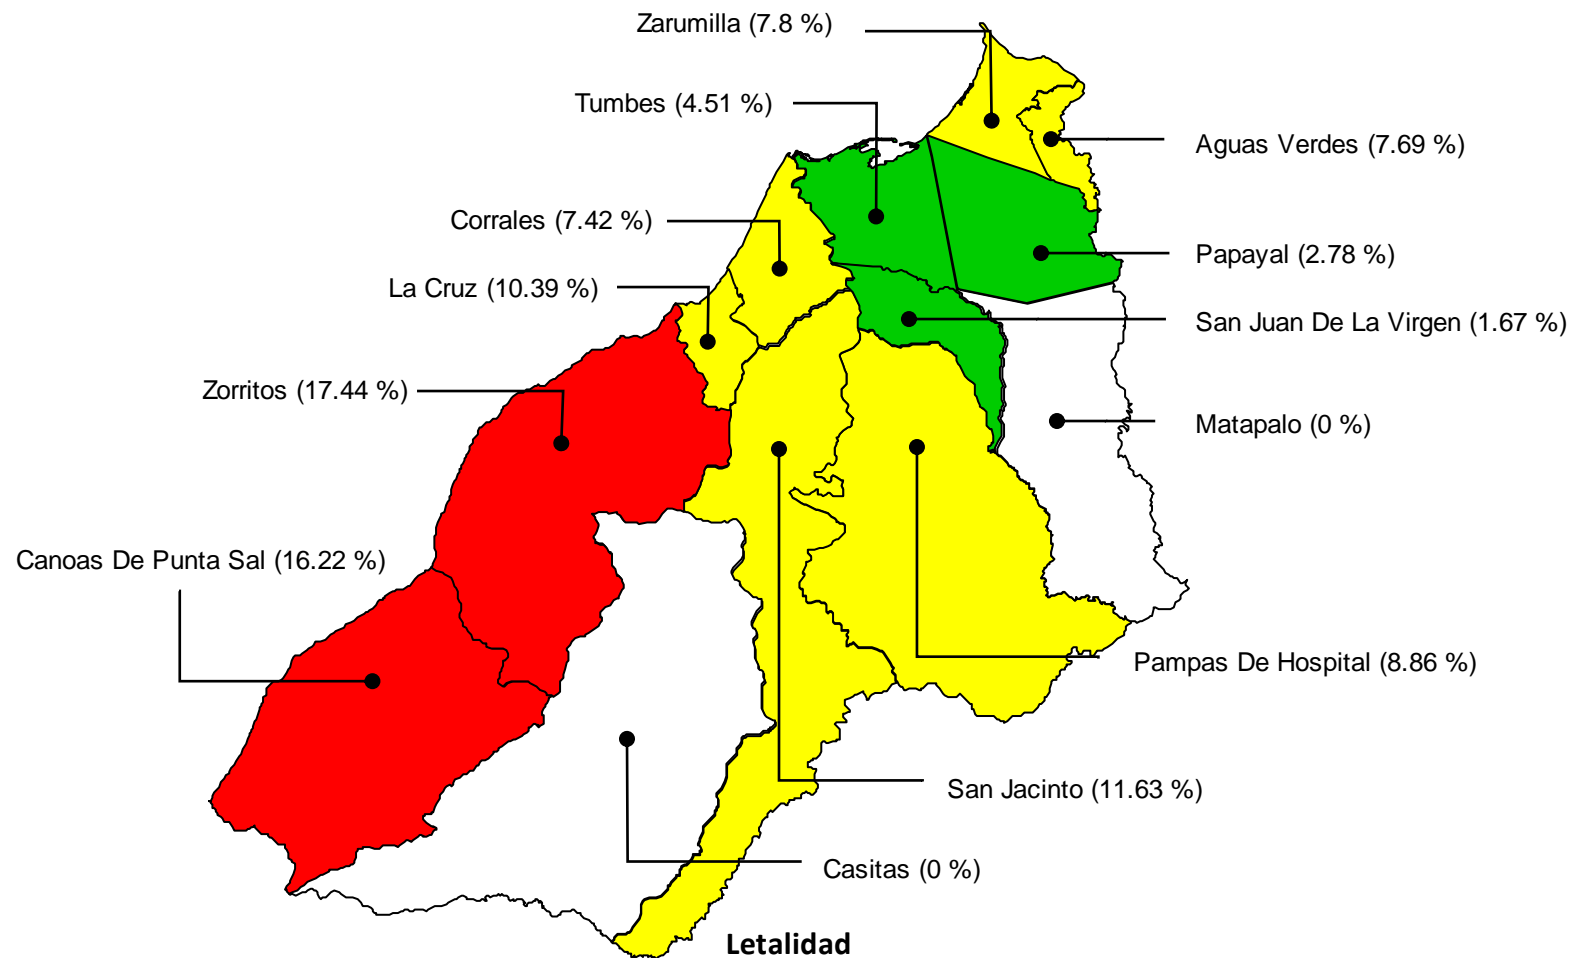 Zarumilla (7.8 %)
Tumbes (4.51 %)
Aguas Verdes (7.69 %)
Corrales (7.42 %)
Papayal (2.78 %)
La Cruz (10.39 %)
San Juan De La Virgen (1.67 %)
Zorritos (17.44 %)
Matapalo (0 %)
Canoas De Punta Sal (16.22 %)
Pampas De Hospital (8.86 %)
San Jacinto (11.63 %)
Casitas (0 %)
Letalidad